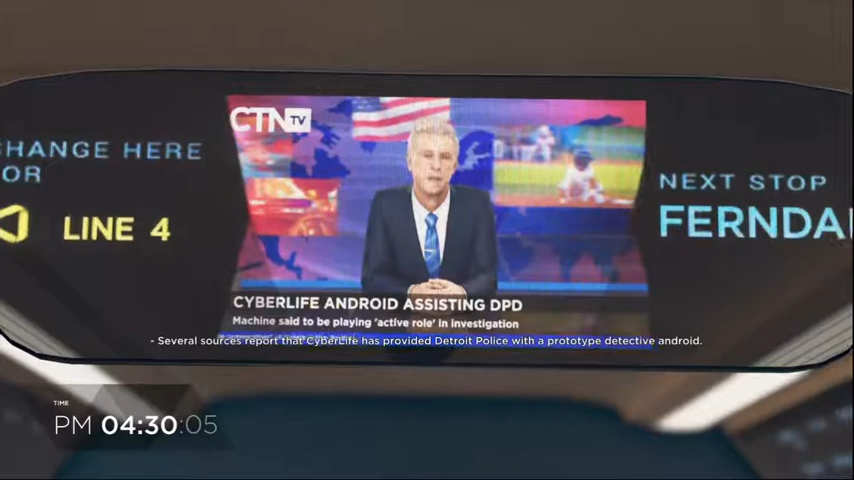 CTN TV
CHANGE HERE
OR
LINE 4
NEXT STOP
FERNDA
CYBERLIFE ANDROID ASSISTING DPD
Machine said to be playing 'active role' in investigation
- Several sources report that CyberLife has provided Detroit Police with a prototype detective android.
TIME
PM 04:30:05